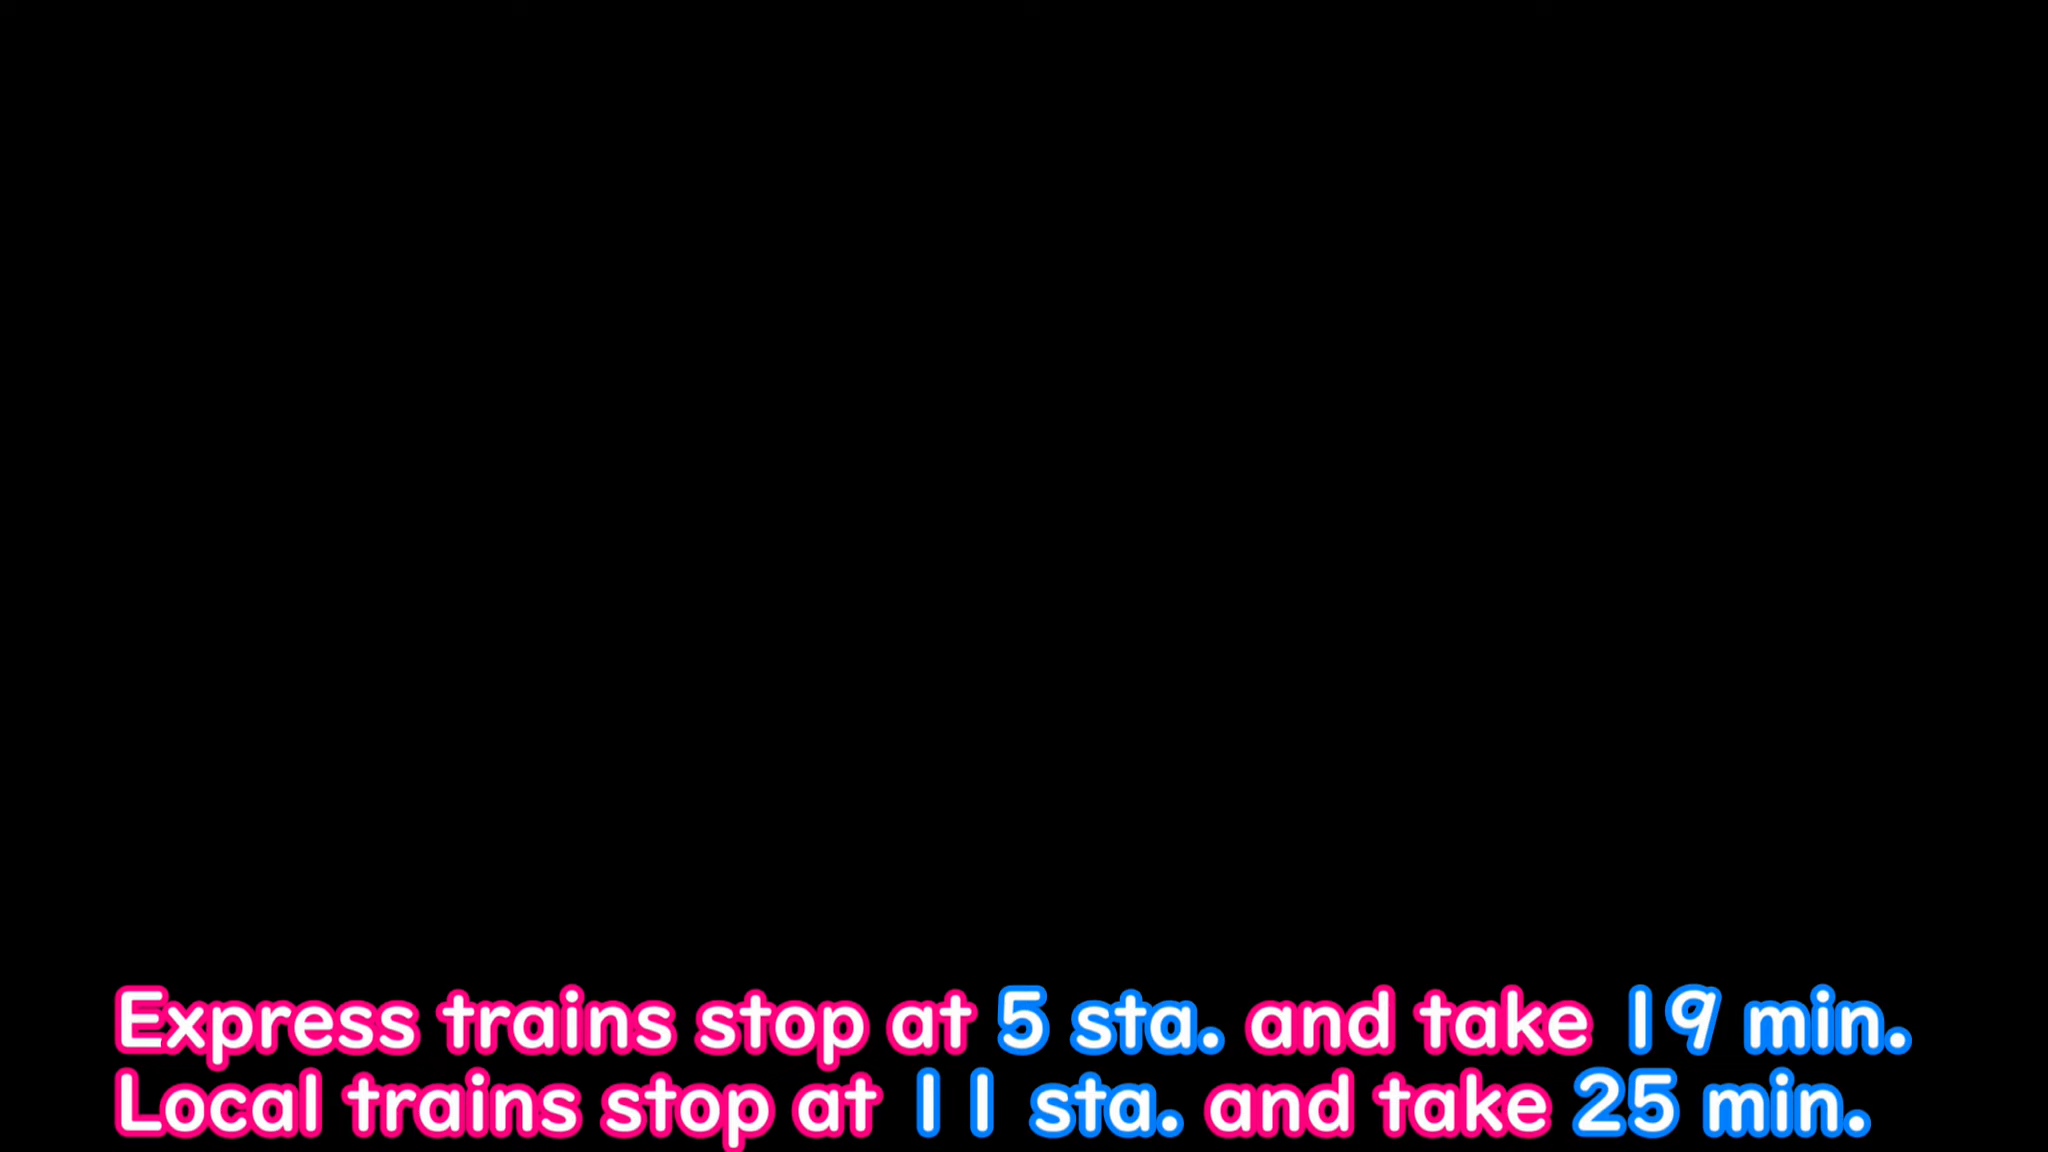 Express trains stop at 5 sta. and take 19 min.
Local trains stop at 11 sta. and take 25 min.